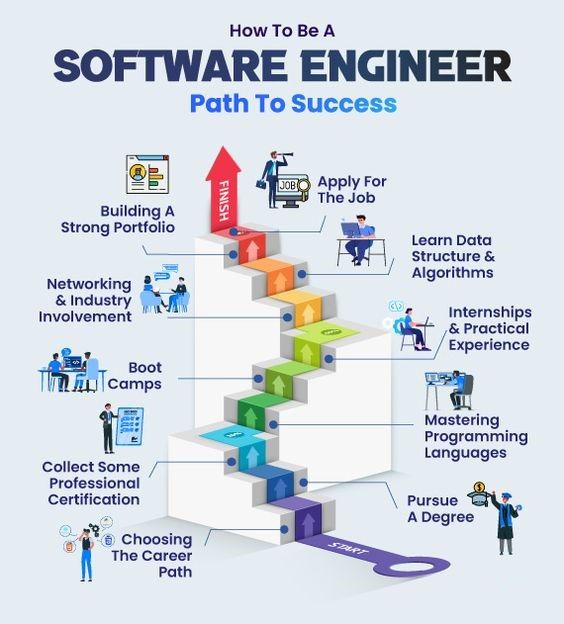 How To Be A
SOFTWARE ENGINEER
Path To Success
FINISH
JOB
Apply For
The Job
Building A
Strong Portfolio
Learn Data
Structure &
Algorithms
Networking
& Industry
Involvement
Internships
& Practical
Experience
Boot
Camps
Mastering
Programming
Languages
Collect Some
Professional
Certification
Pursue
A Degree
Choosing
The Career
Path
START